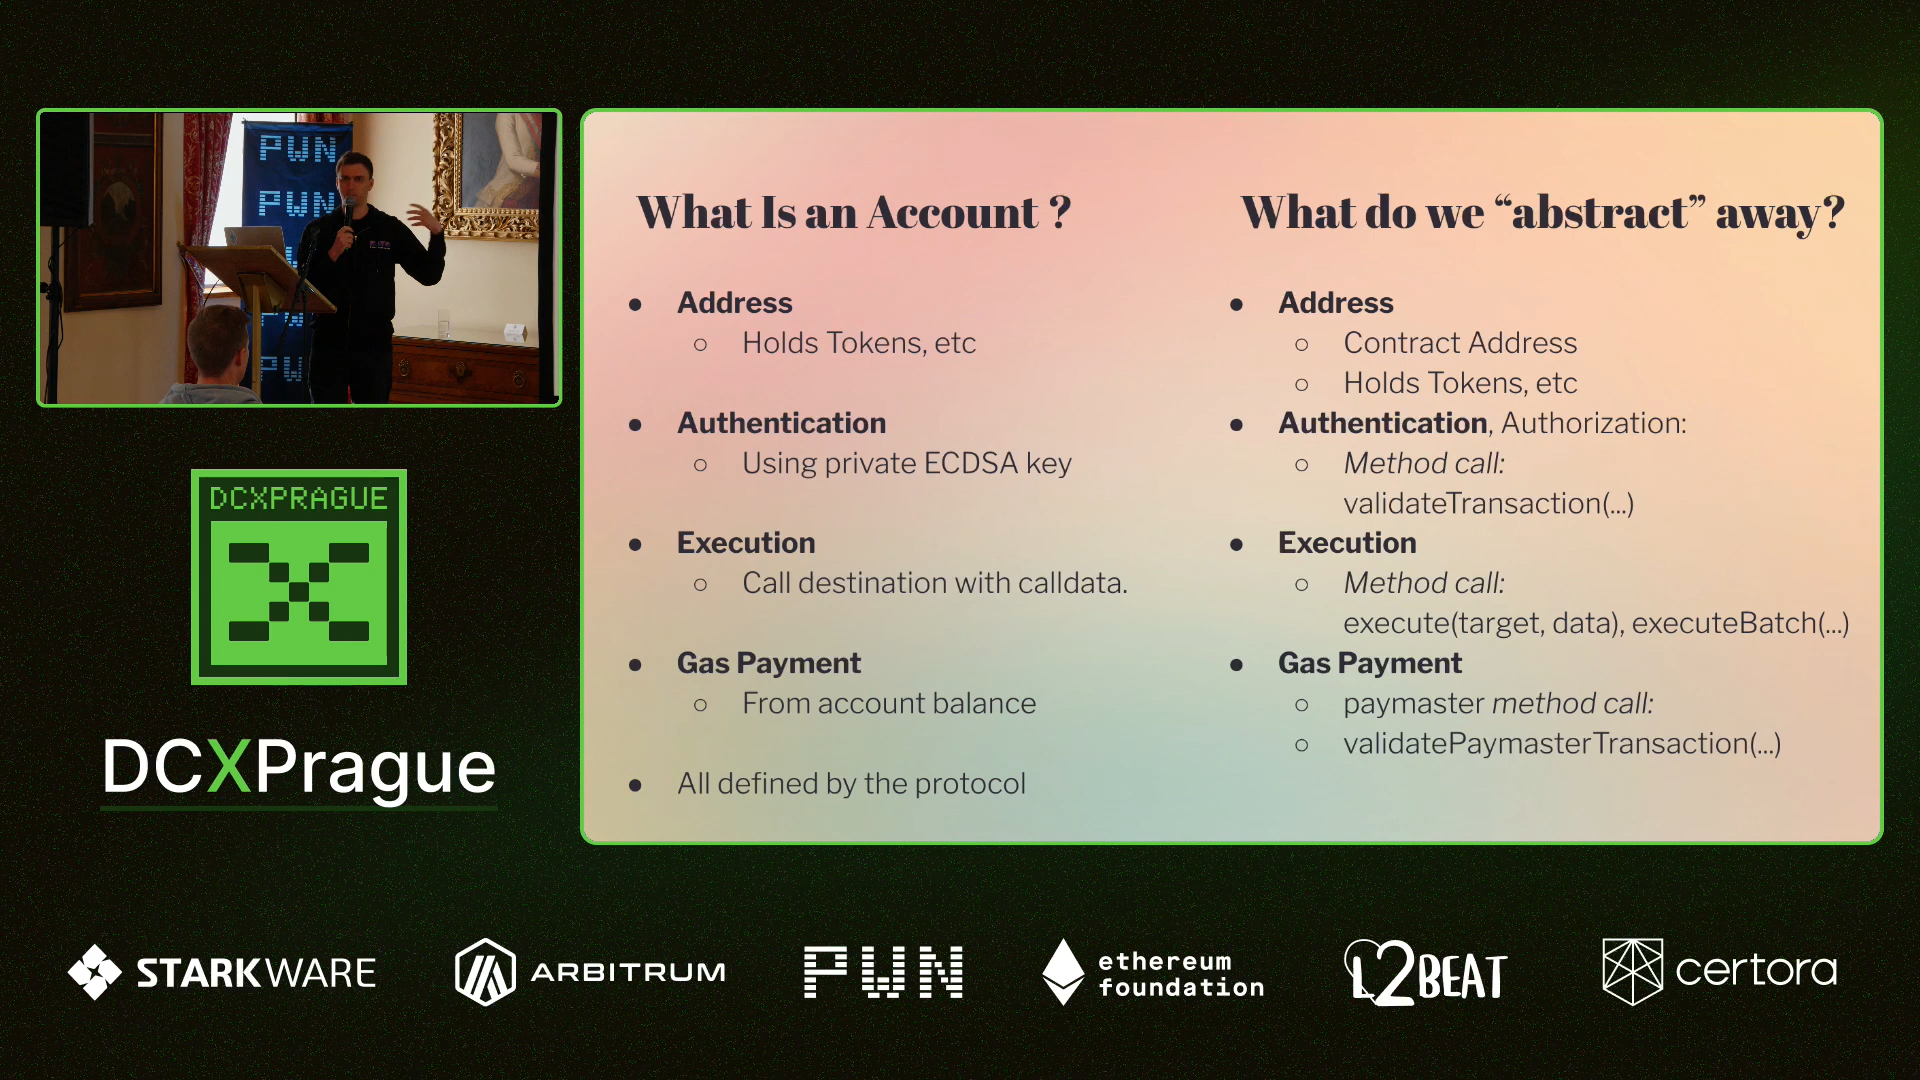 PWN
PWN
PW
PW
DCXPRAGUE
DCXPrague
What Is an Account ?
● Address
○ Holds Tokens, etc
● Authentication
○ Using private ECDSA key
● Execution
○ Call destination with calldata.
● Gas Payment
○ From account balance
● All defined by the protocol
What do we “abstract” away?
● Address
○ Contract Address
○ Holds Tokens, etc
● Authentication, Authorization:
○ Method call:
validateTransaction(...)
● Execution
○ Method call:
execute(target, data), executeBatch(...)
● Gas Payment
○ paymaster method call:
○ validatePaymasterTransaction(...)
STARKWARE
ARBITRUM
PWN
ethereum
foundation
L2BEAT
certora